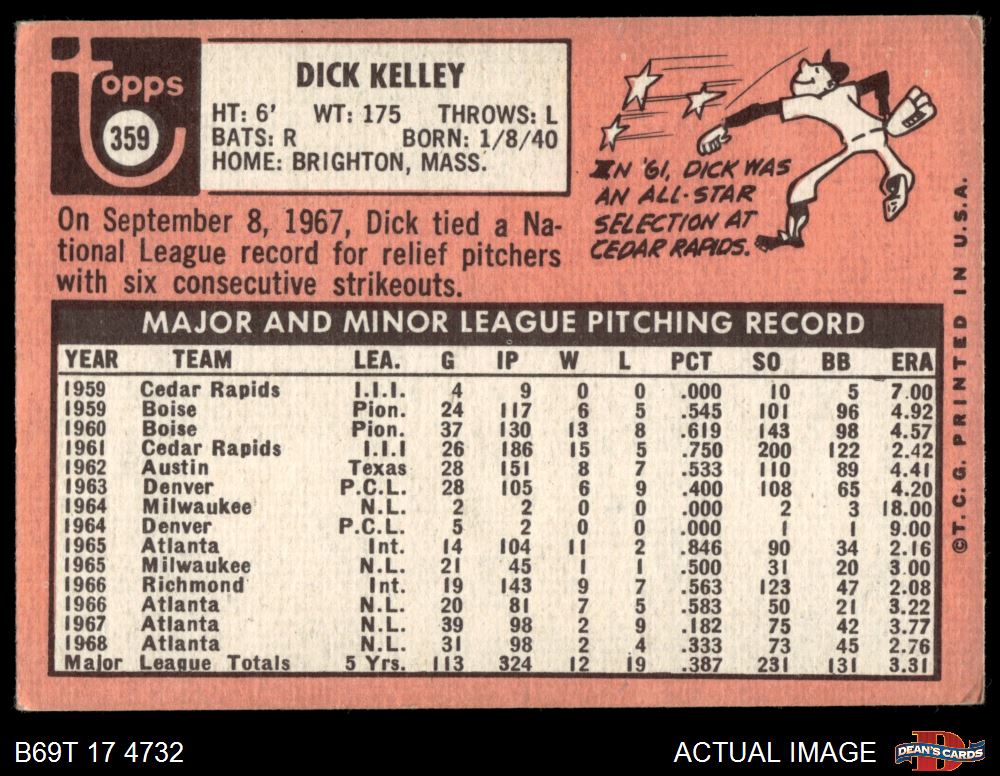 topps
359
DICK KELLEY
HT: 6' WT: 175 THROWS: L
BATS: R BORN: 1/8/40
HOME: BRIGHTON, MASS.
On September 8, 1967, Dick tied a Na-
tional League record for relief pitchers
with six consecutive strikeouts.
IN '61, DICK WAS
AN ALL-STAR
SELECTION AT
CEDAR RAPIDS.
MAJOR AND MINOR LEAGUE PITCHING RECORD
YEAR TEAM LEA. G IP W L PCT SO BB ERA
1959 Cedar Rapids I.I.I. 4 9 0 0 .000 10 5 7.00
1959 Boise Pion. 24 117 6 5 .545 101 96 4.92
1960 Boise Pion. 37 130 13 8 .619 143 98 4.57
1961 Cedar Rapids I.I.I 26 186 15 5 .750 200 122 2.42
1962 Austin Texas 28 151 8 7 .533 110 89 4.41
1963 Denver P.C.L. 28 105 6 9 .400 108 65 4.20
1964 Milwaukee N.L. 2 2 0 0 .000 2 3 18.00
1964 Denver P.C.L. 5 2 0 0 .000 1 1 9.00
1965 Atlanta Int. 14 104 11 2 .846 90 34 2.16
1965 Milwaukee N.L. 21 45 1 1 .500 31 20 3.00
1966 Richmond Int. 19 143 9 7 .563 123 47 2.08
1966 Atlanta N.L. 20 81 7 5 .583 50 21 3.22
1967 Atlanta N.L. 39 98 2 9 .182 75 42 3.77
1968 Atlanta N.L. 31 98 2 4 .333 73 45 2.76
Major League Totals 5 Yrs. 113 324 12 19 .387 231 131 3.31
©T.C.G. PRINTED IN U.S.A.
B69T 17 4732
ACTUAL IMAGE
DEAN'S CARDS